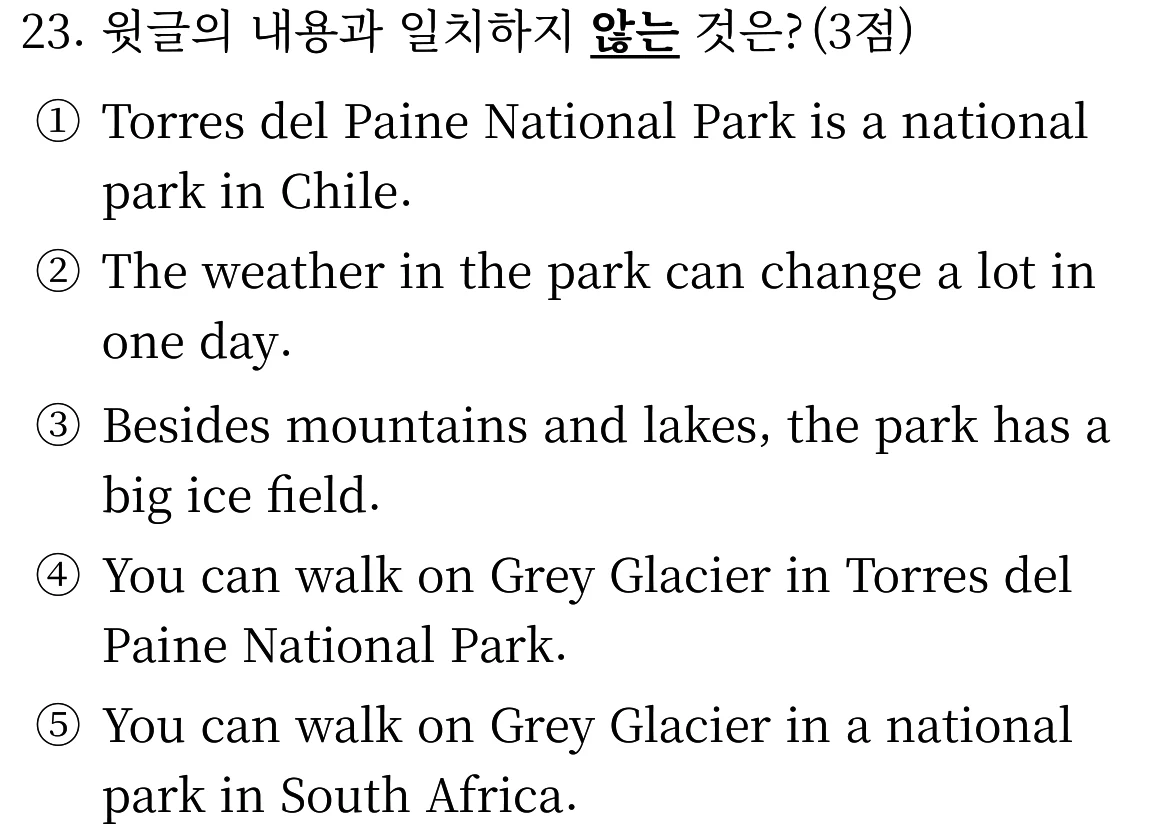 23. 윗글의 내용과 일치하지 않는 것은?(3점)
① Torres del Paine National Park is a national
park in Chile.
② The weather in the park can change a lot in
one day.
③ Besides mountains and lakes, the park has a
big ice field.
④ You can walk on Grey Glacier in Torres del
Paine National Park.
⑤ You can walk on Grey Glacier in a national
park in South Africa.